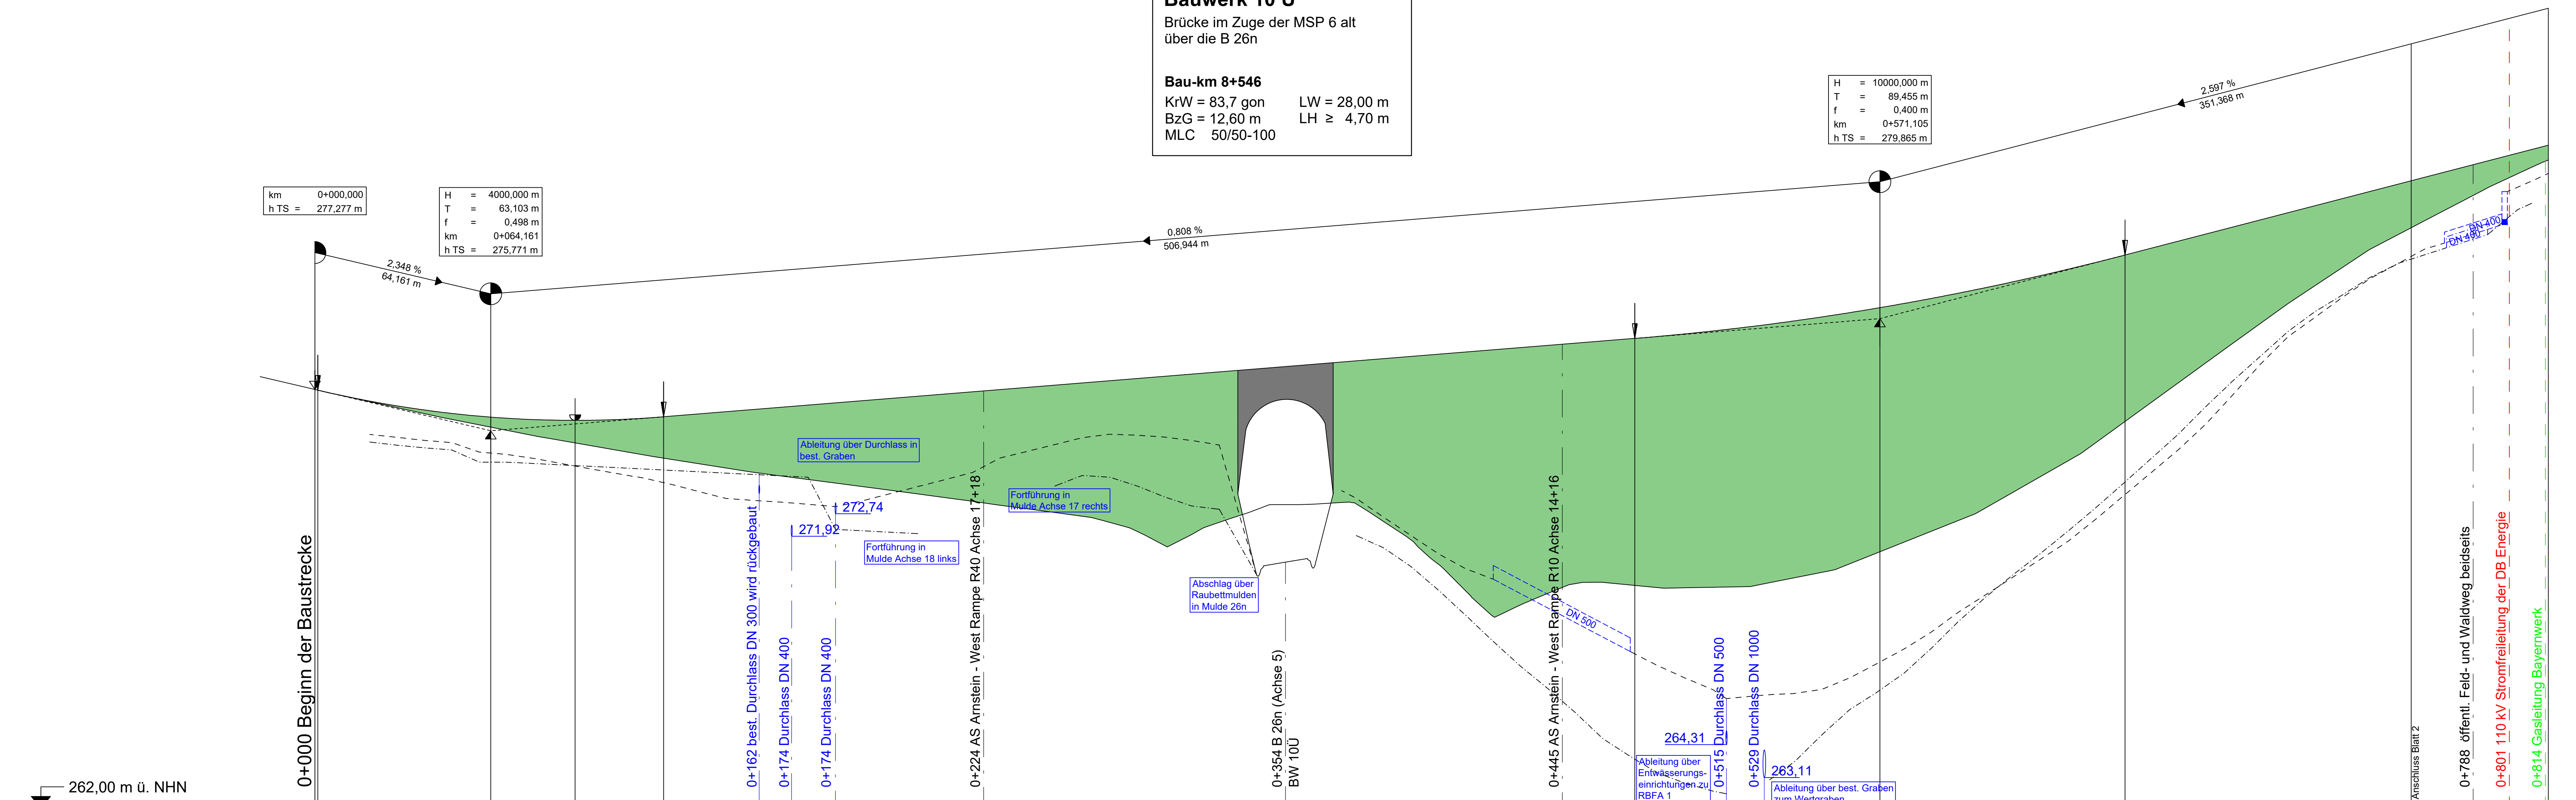 Bauwerk 10 Ü
Brücke im Zuge der MSP 6 alt
über die B 26n
Bau-km 8+546
KrW = 83,7 gon LW = 28,00 m
BzG = 12,60 m LH ≥ 4,70 m
MLC 50/50-100
H = 10000,000 m
T = 89,455 m
f = 0,400 m
km 0+571,105
h TS = 279,865 m
2,597 %
351,368 m
km 0+000,000
h TS = 277,277 m
H = 4000,000 m
T = 63,103 m
f = 0,498 m
km 0+064,161
h TS = 275,771 m
2,348 %
64,161 m
0,808 %
506,944 m
DN 400
DN 400
Ableitung über Durchlass in
best. Graben
Fortführung in
Mulde Achse 17 rechts
272,74
271,92
Fortführung in
Mulde Achse 18 links
Abschlag über
Raubettmulden
in Mulde 26n
DN 500
264,31
263,11
Ableitung über
Entwässerungs-
einrichtungen zu
RBFA 1
Ableitung über best. Graben
zum Wertgraben
0+000 Beginn der Baustrecke
0+162 best. Durchlass DN 300 wird rückgebaut
0+174 Durchlass DN 400
0+174 Durchlass DN 400
0+224 AS Arnstein - West Rampe R40 Achse 17+18
0+354 B 26n (Achse 5)
BW 10Ü
0+445 AS Arnstein - West Rampe R10 Achse 14+16
0+515 Durchlass DN 500
0+529 Durchlass DN 1000
Anschluss Blatt 2
0+788 öffentl. Feld- und Waldweg beidseits
0+801 110 kV Stromfreileitung der DB Energie
0+814 Gasleitung Bayernwerk
262,00 m ü. NHN